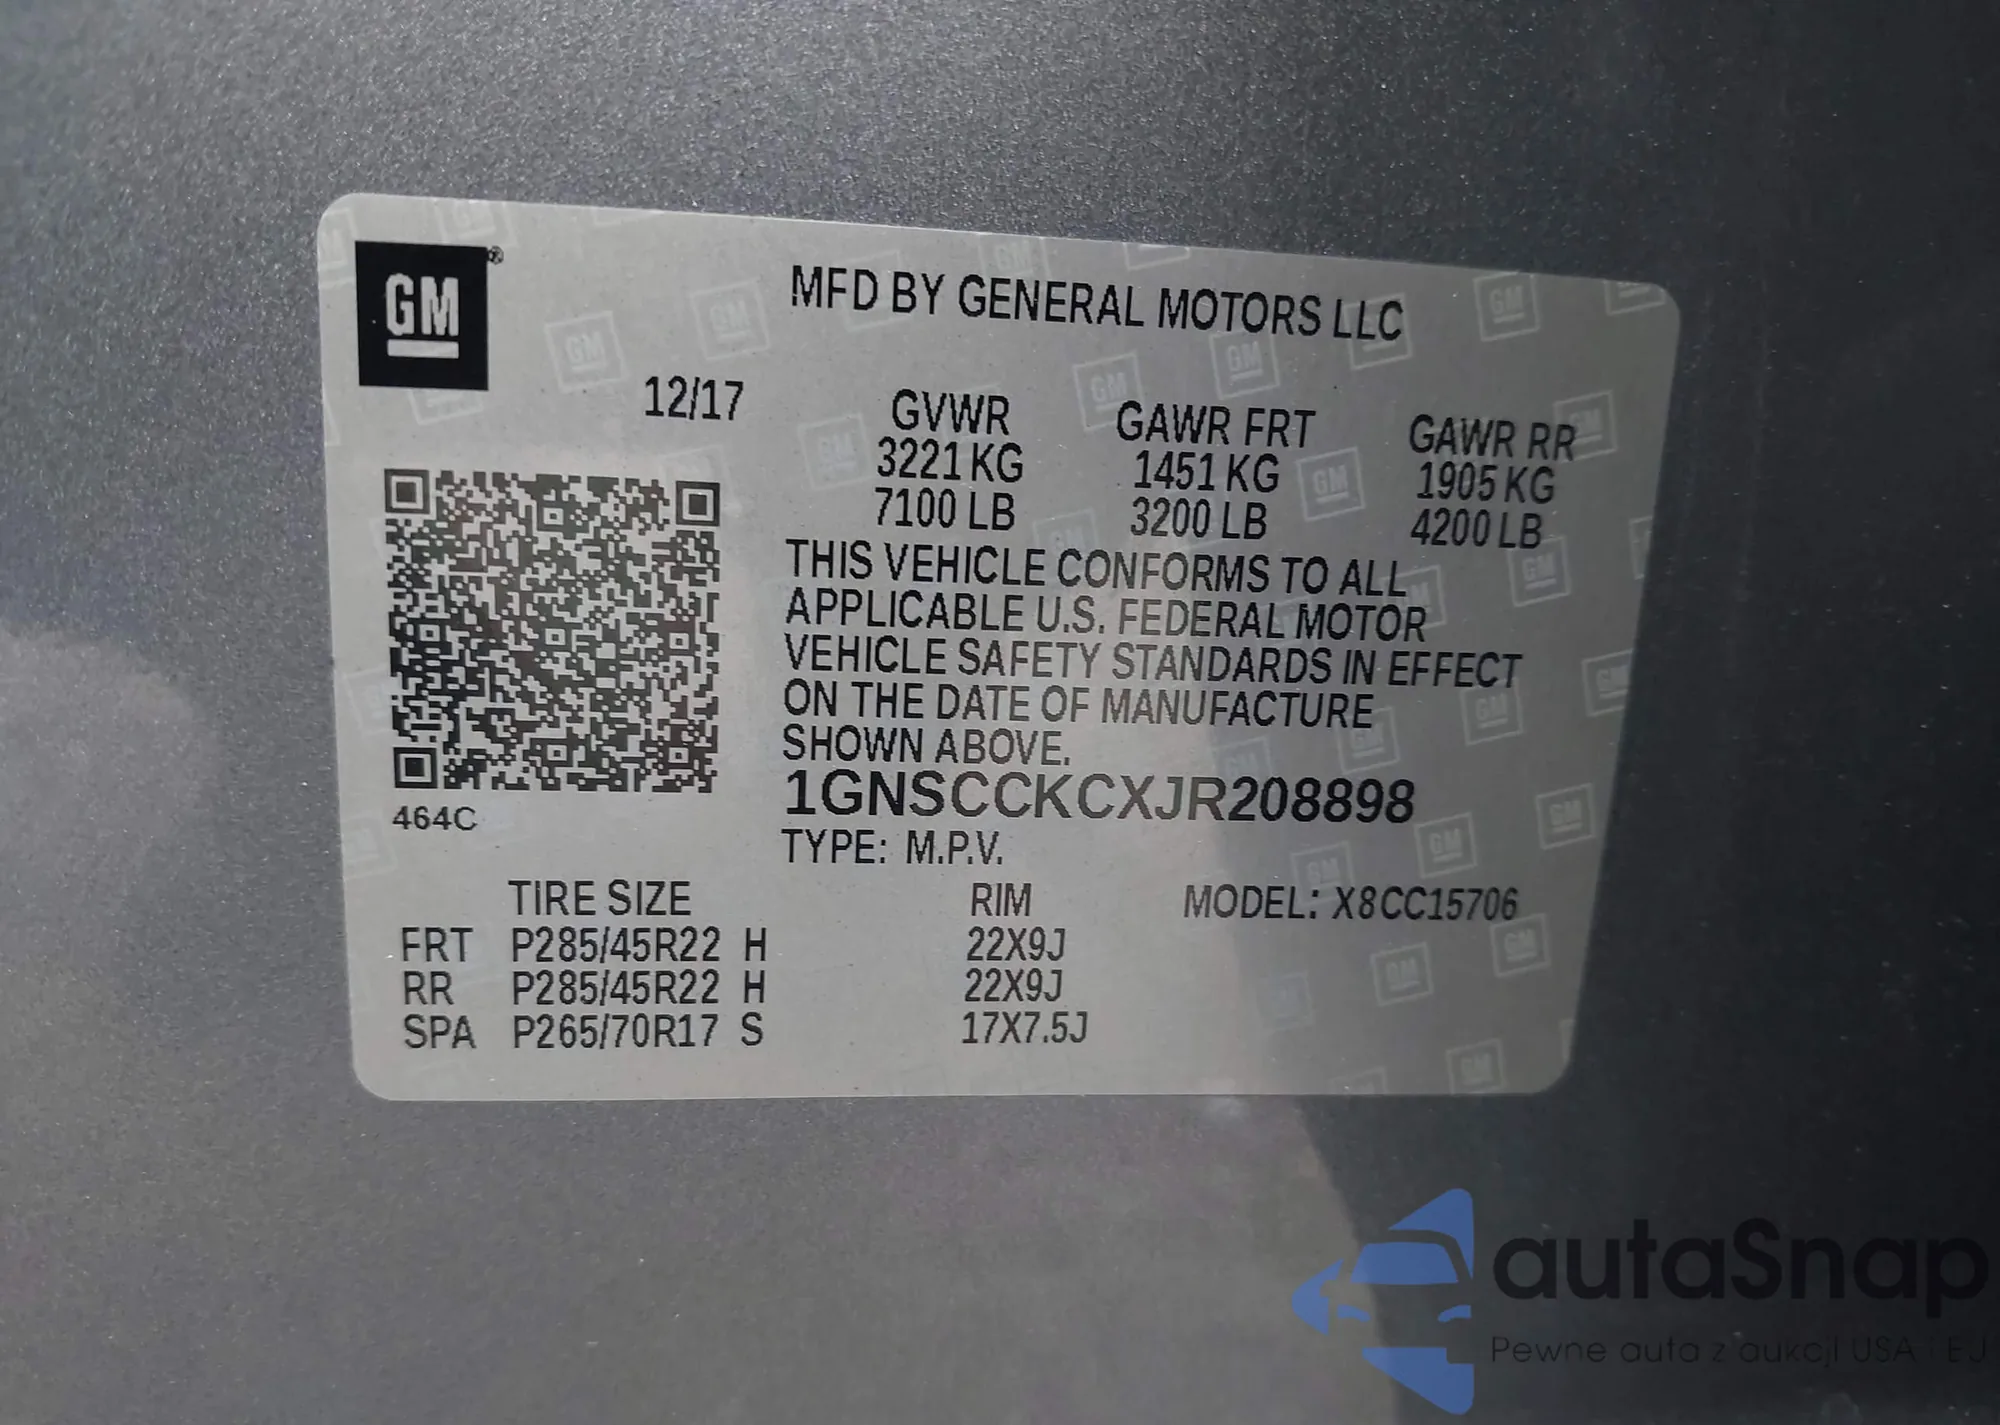 GM®
MFD BY GENERAL MOTORS LLC
12/17
GVWR GAWR FRT GAWR RR
3221 KG 1451 KG 1905 KG
7100 LB 3200 LB 4200 LB
THIS VEHICLE CONFORMS TO ALL
APPLICABLE U.S. FEDERAL MOTOR
VEHICLE SAFETY STANDARDS IN EFFECT
ON THE DATE OF MANUFACTURE
SHOWN ABOVE.
1GNSCCKCXJR208898
464C
TYPE: M.P.V.
TIRE SIZE RIM MODEL: X8CC15706
FRT P285/45R22 H 22X9J
RR P285/45R22 H 22X9J
SPA P265/70R17 S 17X7.5J
autaSnap
Pewne auta z aukcji USA i EJ